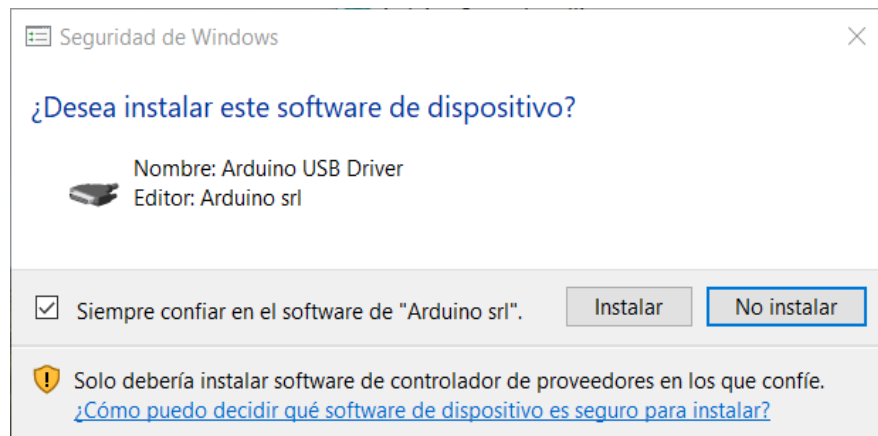 Seguridad de Windows
¿Desea instalar este software de dispositivo?
Nombre: Arduino USB Driver
Editor: Arduino srl
Siempre confiar en el software de "Arduino srl".
Instalar
No instalar
Solo debería instalar software de controlador de proveedores en los que confíe.
¿Cómo puedo decidir qué software de dispositivo es seguro para instalar?